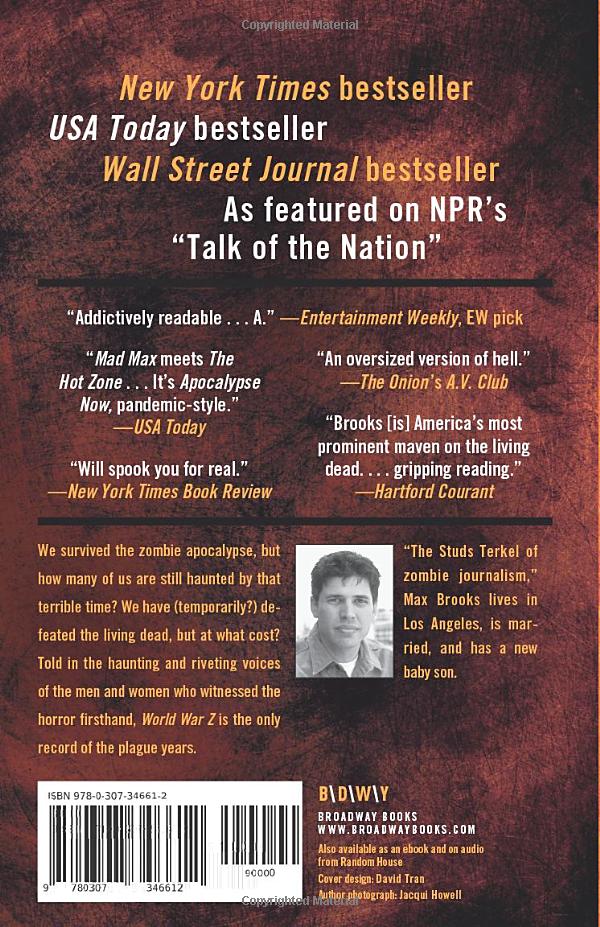 Copyrighted Material
New York Times bestseller
USA Today bestseller
Wall Street Journal bestseller
As featured on NPR's
“Talk of the Nation”
“Addictively readable . . . A.” —Entertainment Weekly, EW pick
“Mad Max meets The
Hot Zone . . . It's Apocalypse
Now, pandemic-style.”
—USA Today
“Will spook you for real.”
—New York Times Book Review
“An oversized version of hell.”
—The Onion's A.V. Club
“Brooks [is] America's most
prominent maven on the living
dead. . . . gripping reading.”
—Hartford Courant
We survived the zombie apocalypse, but
how many of us are still haunted by that
terrible time? We have (temporarily?) de-
feated the living dead, but at what cost?
Told in the haunting and riveting voices
of the men and women who witnessed the
horror firsthand, World War Z is the only
record of the plague years.
“The Studs Terkel of
zombie journalism,”
Max Brooks lives in
Los Angeles, is mar-
ried, and has a new
baby son.
ISBN 978-0-307-34661-2
90000
9 780307 346612
B\D\W\Y
BROADWAY BOOKS
WWW.BROADWAYBOOKS.COM
Also available as an ebook and on audio
from Random House
Cover design: David Tran
Author photograph: Jacqui Howell
Copyrighted Material